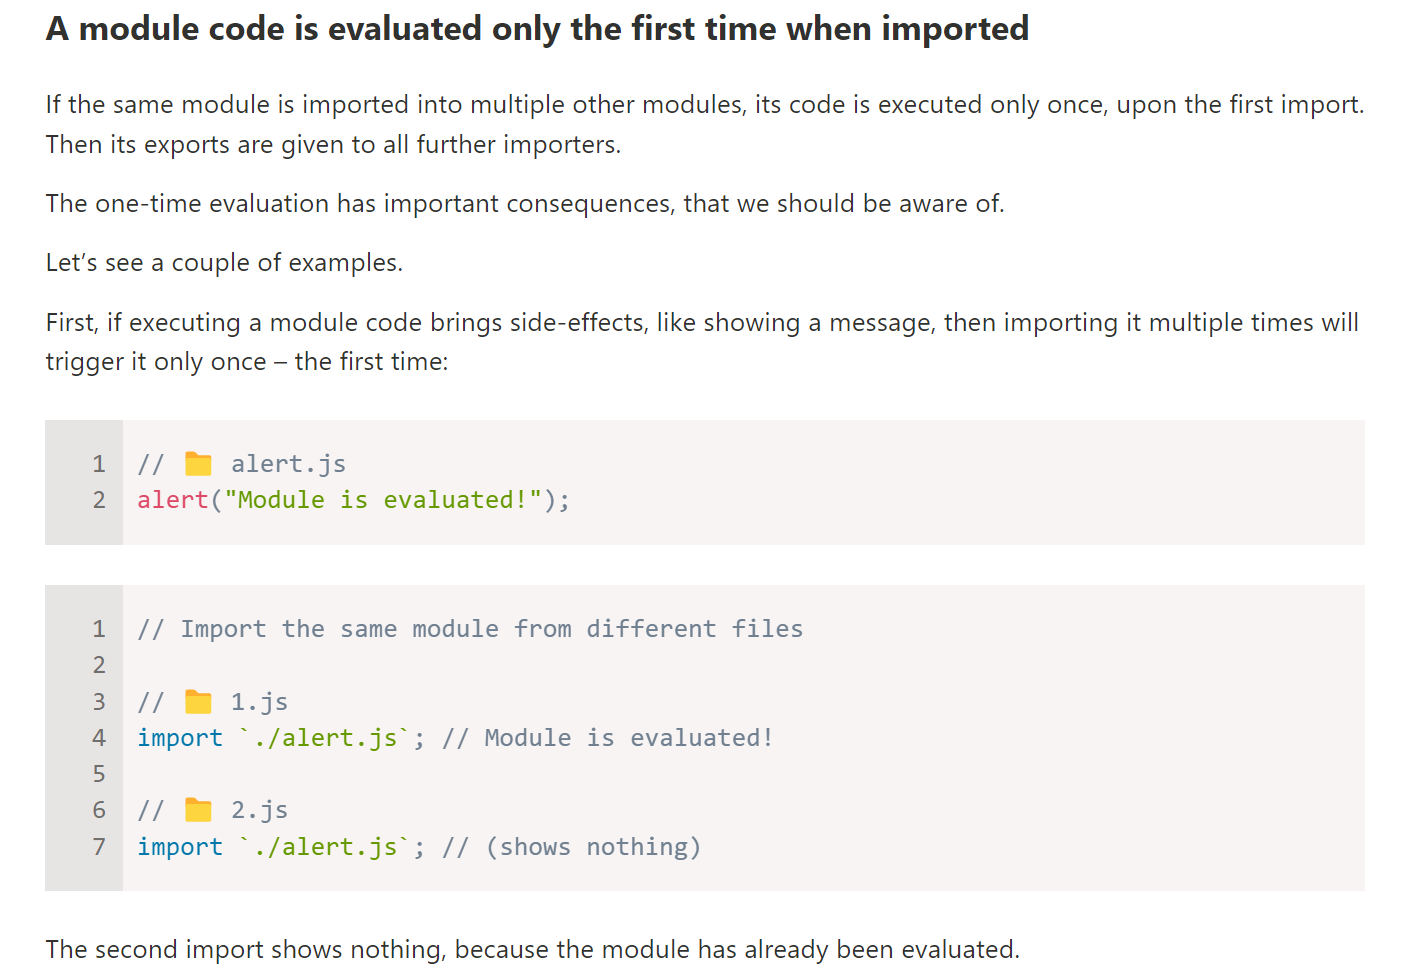 A module code is evaluated only the first time when imported
If the same module is imported into multiple other modules, its code is executed only once, upon the first import.
Then its exports are given to all further importers.
The one-time evaluation has important consequences, that we should be aware of.
Let’s see a couple of examples.
First, if executing a module code brings side-effects, like showing a message, then importing it multiple times will
trigger it only once – the first time:
1 // 📁 alert.js
2 alert("Module is evaluated!");
1 // Import the same module from different files
2
3 // 📁 1.js
4 import `./alert.js`; // Module is evaluated!
5
6 // 📁 2.js
7 import `./alert.js`; // (shows nothing)
The second import shows nothing, because the module has already been evaluated.